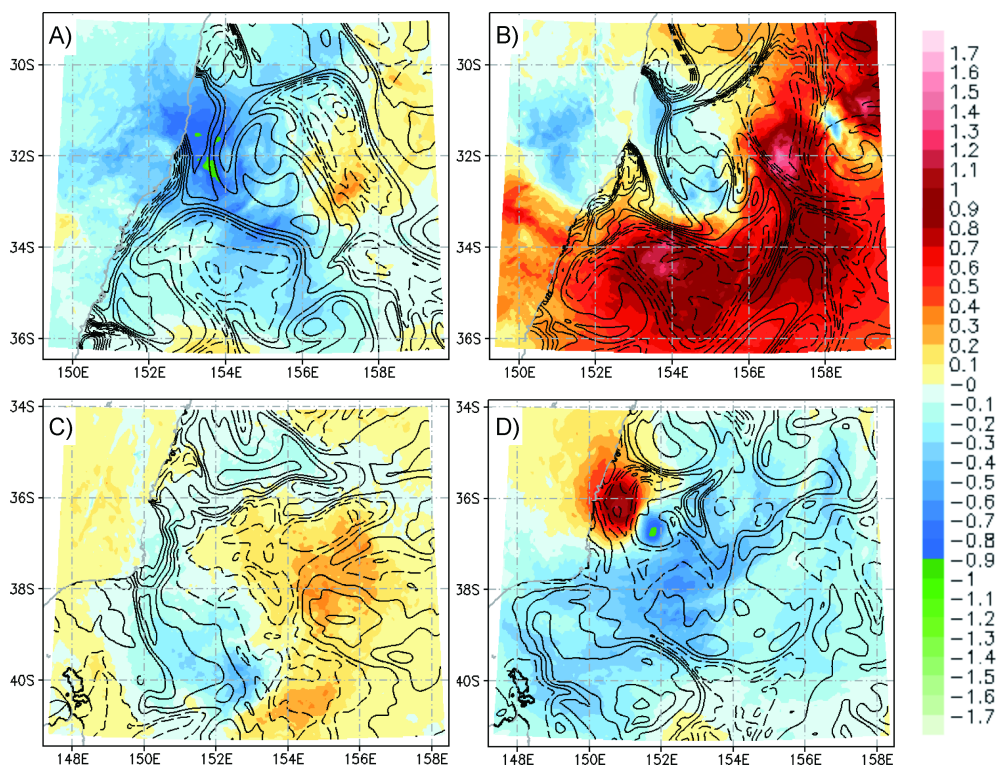 A)
B)
30S
32S
34S
36S
150E 152E 154E 156E 158E
30S
32S
34S
36S
150E 152E 154E 156E 158E
C)
D)
34S
36S
38S
40S
148E 150E 152E 154E 156E 158E
34S
36S
38S
40S
148E 150E 152E 154E 156E 158E
1.7
1.6
1.5
1.4
1.3
1.2
1.1
1
0.9
0.8
0.7
0.6
0.5
0.4
0.3
0.2
0.1
−0
−0.1
−0.2
−0.3
−0.4
−0.5
−0.6
−0.7
−0.8
−0.9
−1
−1.1
−1.2
−1.3
−1.4
−1.5
−1.6
−1.7